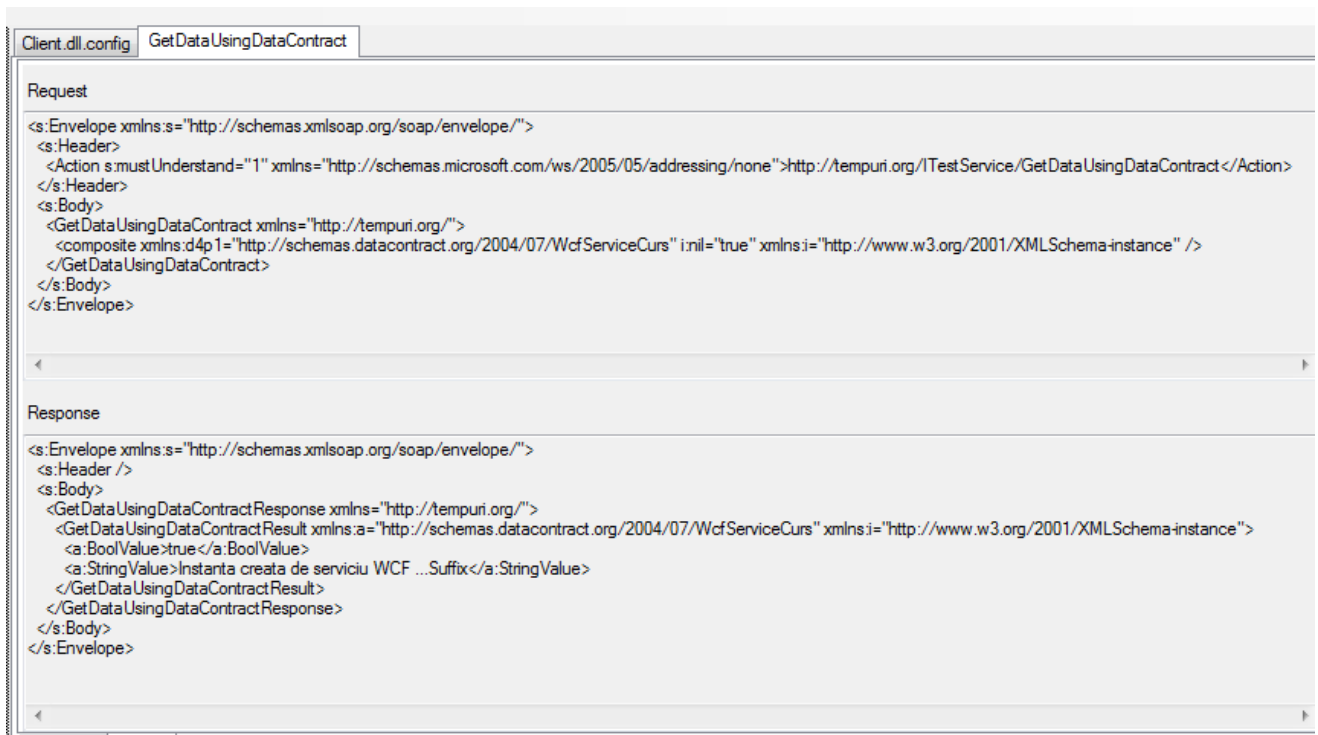 Client.dll.config GetDataUsingDataContract
Request
<s:Envelope xmlns:s="http://schemas.xmlsoap.org/soap/envelope/">
<s:Header>
<Action s:mustUnderstand="1" xmlns="http://schemas.microsoft.com/ws/2005/05/addressing/none">http://tempuri.org/ITestService/GetDataUsingDataContract</Action>
</s:Header>
<s:Body>
<GetDataUsingDataContract xmlns="http://tempuri.org/">
<composite xmlns:d4p1="http://schemas.datacontract.org/2004/07/WcfServiceCurs" i:nil="true" xmlns:i="http://www.w3.org/2001/XMLSchema-instance" />
</GetDataUsingDataContract>
</s:Body>
</s:Envelope>
Response
<s:Envelope xmlns:s="http://schemas.xmlsoap.org/soap/envelope/">
<s:Header />
<s:Body>
<GetDataUsingDataContractResponse xmlns="http://tempuri.org/">
<GetDataUsingDataContractResult xmlns:a="http://schemas.datacontract.org/2004/07/WcfServiceCurs" xmlns:i="http://www.w3.org/2001/XMLSchema-instance">
<a:BoolValue>true</a:BoolValue>
<a:StringValue>Instanta creata de serviciu WCF ...Suffix</a:StringValue>
</GetDataUsingDataContractResult>
</GetDataUsingDataContractResponse>
</s:Body>
</s:Envelope>